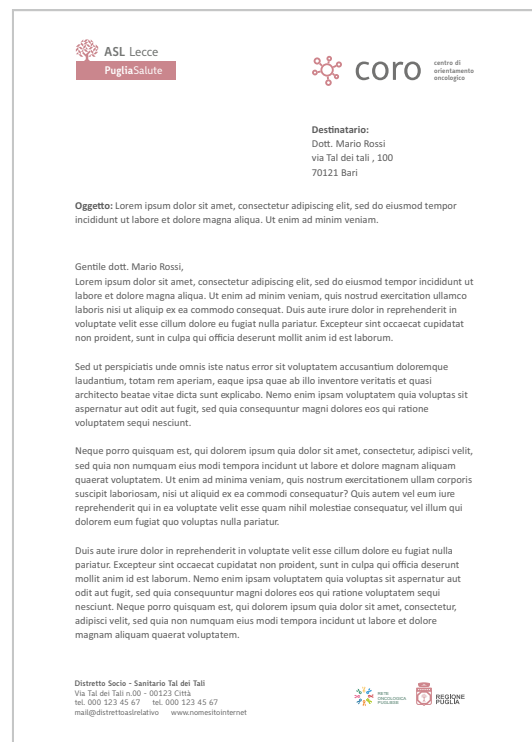 ASL Lecce
PugliaSalute
coro
centro di
orientamento
oncologico
Destinatario:
Dott. Mario Rossi
via Tal dei tali , 100
70121 Bari
Oggetto: Lorem ipsum dolor sit amet, consectetur adipiscing elit, sed do eiusmod tempor
incididunt ut labore et dolore magna aliqua. Ut enim ad minim veniam.
Gentile dott. Mario Rossi,
Lorem ipsum dolor sit amet, consectetur adipiscing elit, sed do eiusmod tempor incididunt ut
labore et dolore magna aliqua. Ut enim ad minim veniam, quis nostrud exercitation ullamco
laboris nisi ut aliquip ex ea commodo consequat. Duis aute irure dolor in reprehenderit in
voluptate velit esse cillum dolore eu fugiat nulla pariatur. Excepteur sint occaecat cupidatat
non proident, sunt in culpa qui officia deserunt mollit anim id est laborum.
Sed ut perspiciatis unde omnis iste natus error sit voluptatem accusantium doloremque
laudantium, totam rem aperiam, eaque ipsa quae ab illo inventore veritatis et quasi
architecto beatae vitae dicta sunt explicabo. Nemo enim ipsam voluptatem quia voluptas sit
aspernatur aut odit aut fugit, sed quia consequuntur magni dolores eos qui ratione
voluptatem sequi nesciunt.
Neque porro quisquam est, qui dolorem ipsum quia dolor sit amet, consectetur, adipisci velit,
sed quia non numquam eius modi tempora incidunt ut labore et dolore magnam aliquam
quaerat voluptatem. Ut enim ad minima veniam, quis nostrum exercitationem ullam corporis
suscipit laboriosam, nisi ut aliquid ex ea commodi consequatur? Quis autem vel eum iure
reprehenderit qui in ea voluptate velit esse quam nihil molestiae consequatur, vel illum qui
dolorem eum fugiat quo voluptas nulla pariatur.
Duis aute irure dolor in reprehenderit in voluptate velit esse cillum dolore eu fugiat nulla
pariatur. Excepteur sint occaecat cupidatat non proident, sunt in culpa qui officia deserunt
mollit anim id est laborum. Nemo enim ipsam voluptatem quia voluptas sit aspernatur aut
odit aut fugit, sed quia consequuntur magni dolores eos qui ratione voluptatem sequi
nesciunt. Neque porro quisquam est, qui dolorem ipsum quia dolor sit amet, consectetur,
adipisci velit, sed quia non numquam eius modi tempora incidunt ut labore et dolore
magnam aliquam quaerat voluptatem.
Distretto Socio - Sanitario Tal dei Tali
Via Tal dei Tali n.00 - 00123 Città
tel. 000 123 45 67 tel. 000 123 45 67
mail@distrettoaslrelativo www.nomesitointernet
RETE
ONCOLOGICA
PUGLIESE
REGIONE
PUGLIA